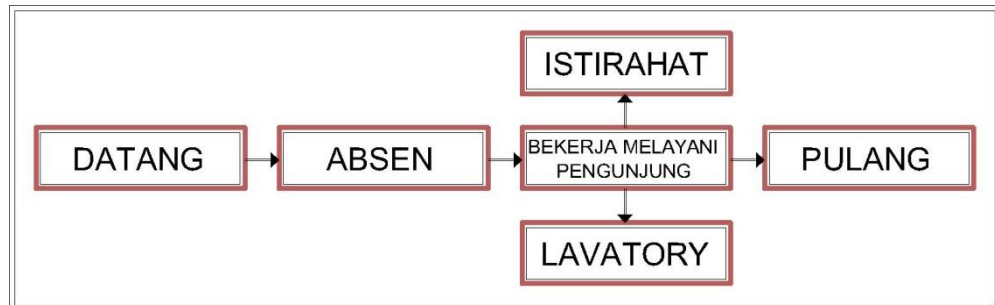 ISTIRAHAT
DATANG
ABSEN
BEKERJA MELAYANI
PENGUNJUNG
PULANG
LAVATORY